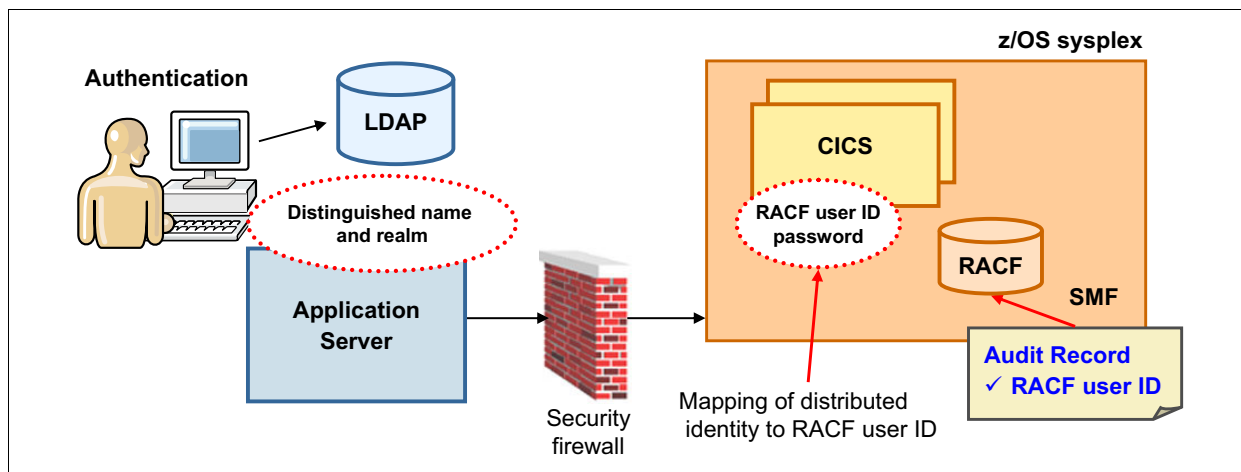 z/OS sysplex
Authentication
LDAP
CICS
Distinguished name
and realm
RACF user ID
password
RACF
Application
Server
SMF
Audit Record
✓ RACF user ID
Security
firewall
Mapping of distributed
identity to RACF user ID